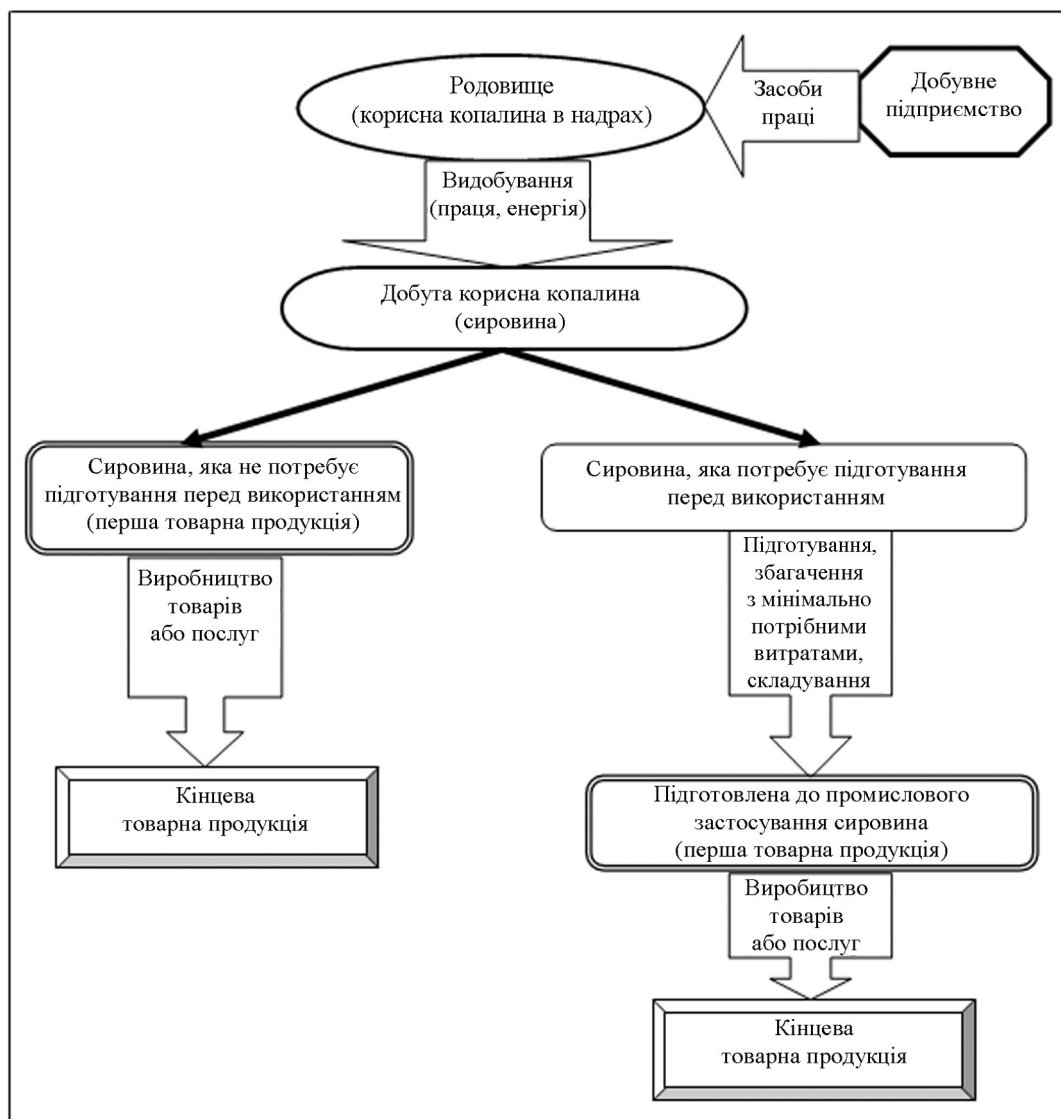 Родовище
(корисна копалина в надрах)
Засоби
праці
Добувне
підприємство
Видобування
(праця, енергія)
Добута корисна копалина
(сировина)
Сировина, яка не потребує
підготування перед використанням
(перша товарна продукція)
Сировина, яка потребує підготування
перед використанням
Виробництво
товарів
або послуг
Підготування,
збагачення
з мінімально
потрібними
витратами,
складування
Кінцева
товарна продукція
Підготовлена до промислового
застосування сировина
(перша товарна продукція)
Виробицтво
товарів
або послуг
Кінцева
товарна продукція